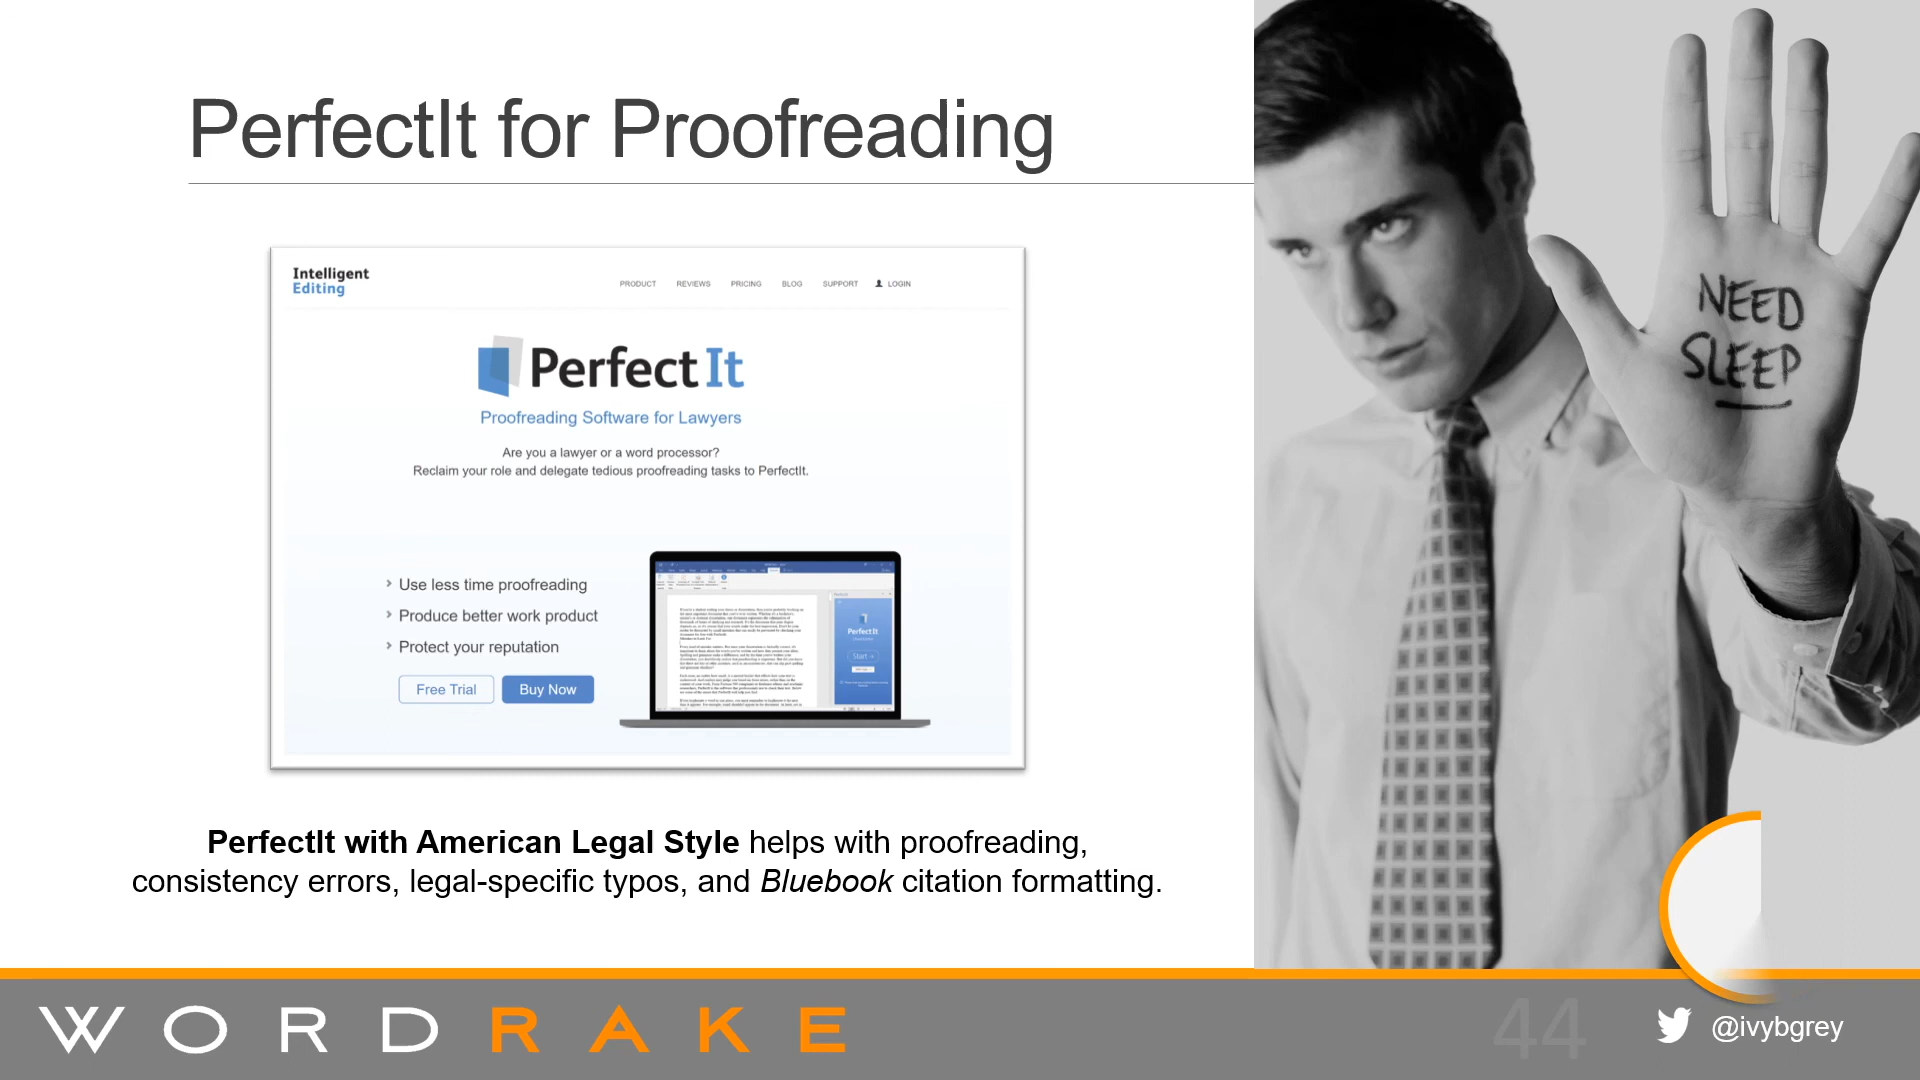 PerfectIt for Proofreading
Intelligent
Editing
PRODUCT REVIEWS PRICING BLOG SUPPORT LOGIN
PerfectIt
Proofreading Software for Lawyers
Are you a lawyer or a word processor?
Reclaim your role and delegate tedious proofreading tasks to PerfectIt.
> Use less time proofreading
> Produce better work product
> Protect your reputation
Free Trial Buy Now
PerfectIt
Start
NEED
SLEEP
PerfectIt with American Legal Style helps with proofreading,
consistency errors, legal-specific typos, and Bluebook citation formatting.
WORDRAKE
44
@ivybgrey